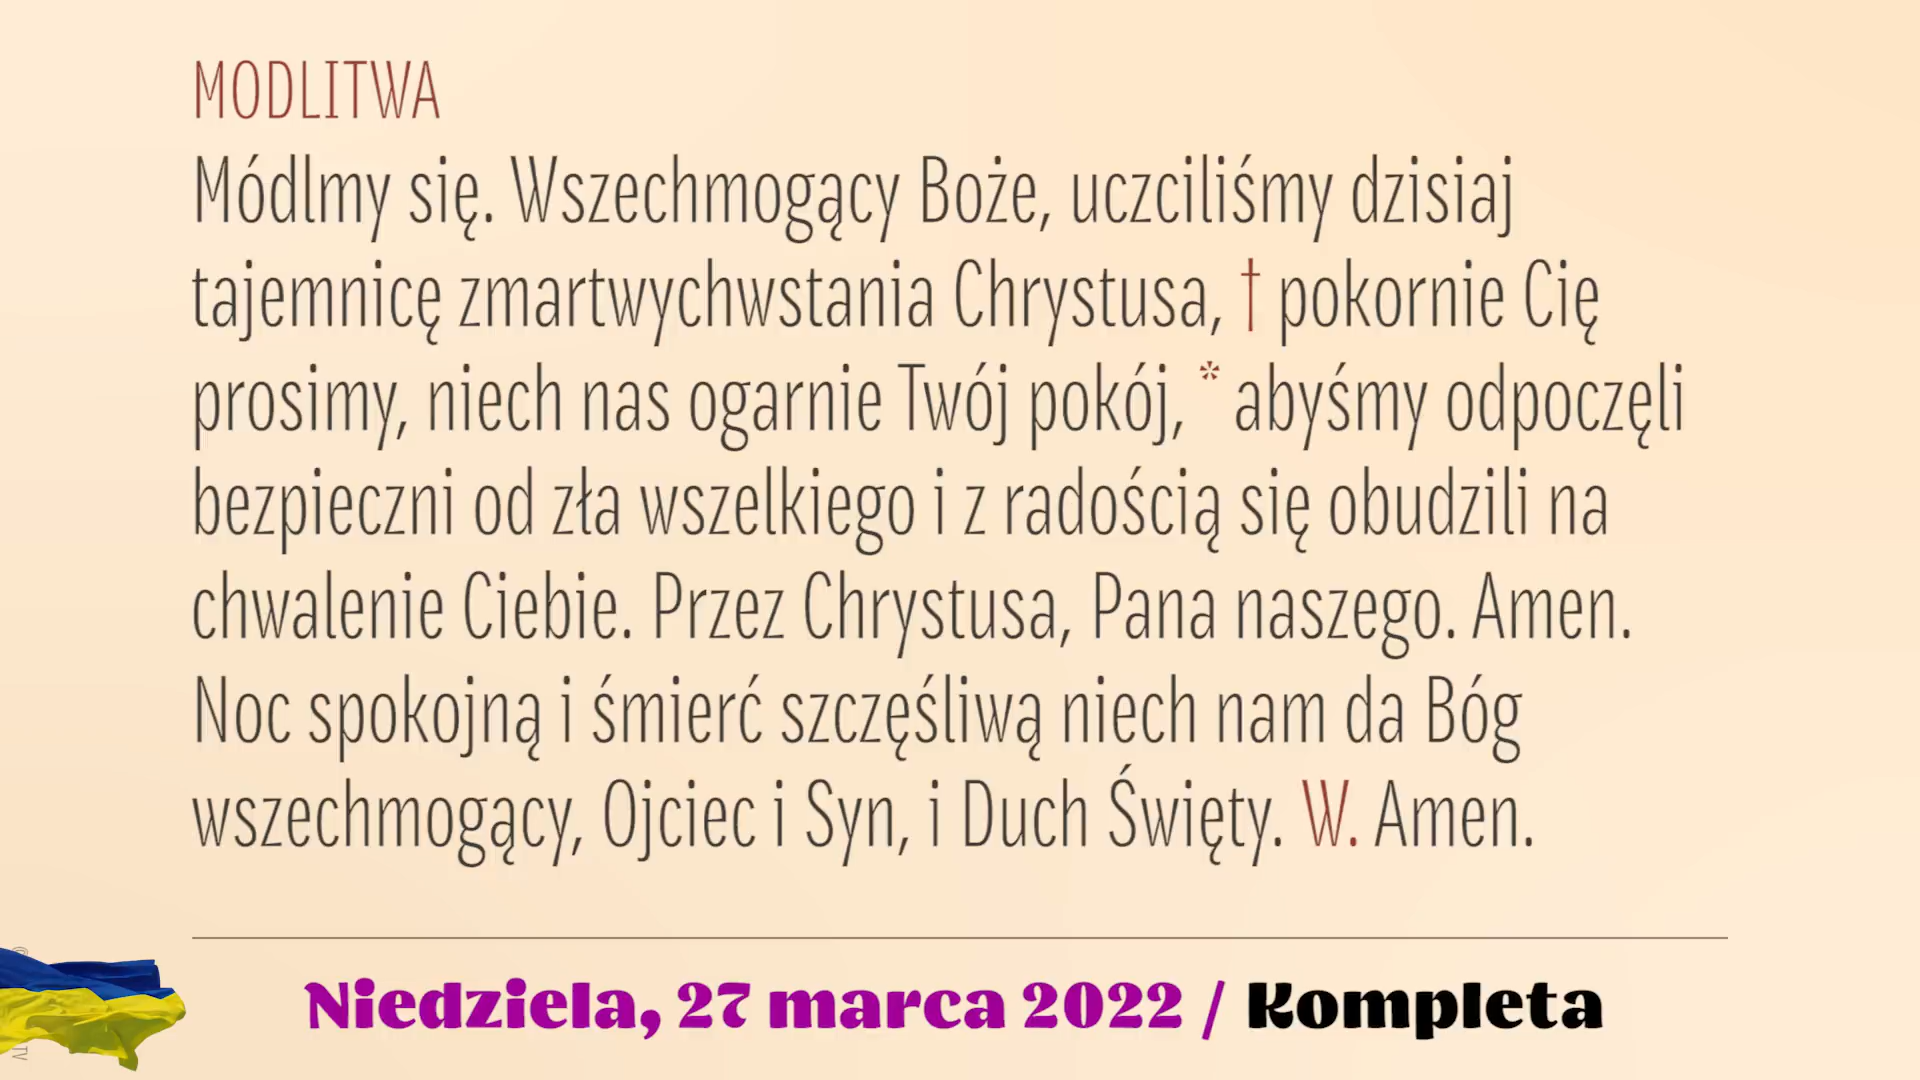 MODLITWA
Módlmy się. Wszechmogący Boże, uczciliśmy dzisiaj
tajemnicę zmartwychwstania Chrystusa, † pokornie Cię
prosimy, niech nas ogarnie Twój pokój, * abyśmy odpoczęli
bezpieczni od zła wszelkiego i z radością się obudzili na
chwalenie Ciebie. Przez Chrystusa, Pana naszego. Amen.
Noc spokojną i śmierć szczęśliwą niech nam da Bóg
wszechmogący, Ojciec i Syn, i Duch Święty. W. Amen.
Niedziela, 27 marca 2022 / Kompleta